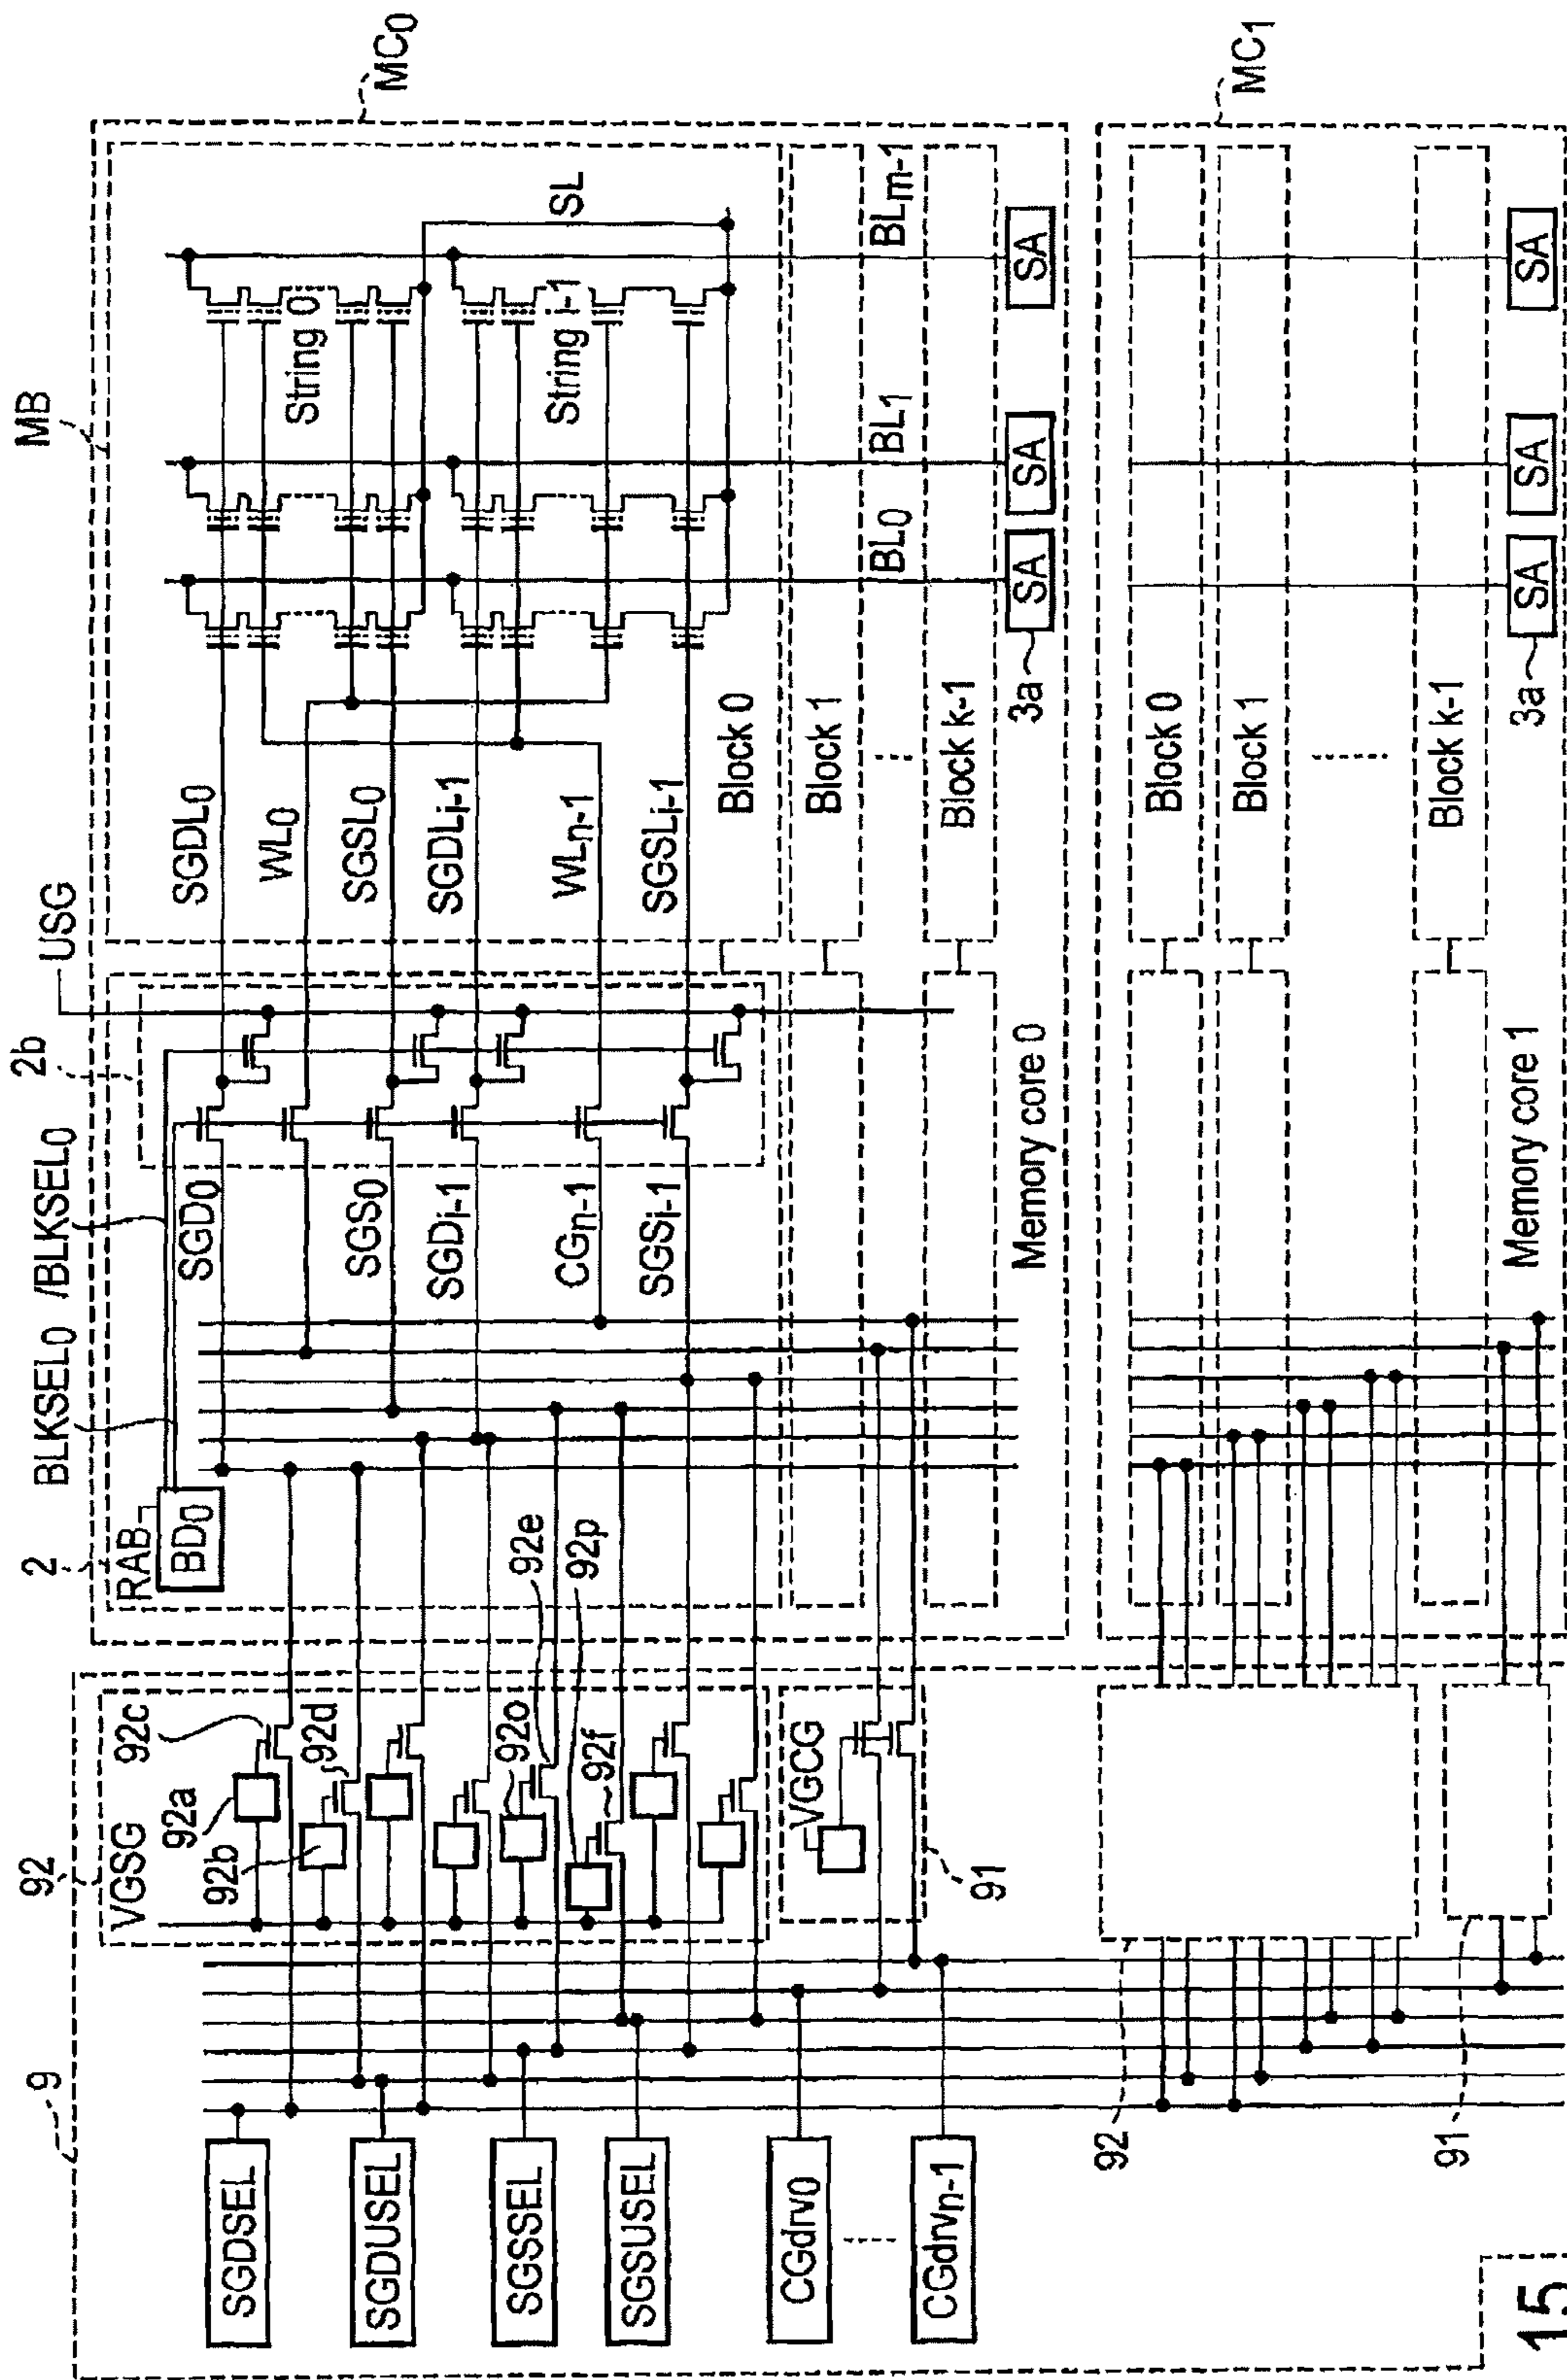 9
92
VGSG
92a
92b
92c
92d
92o
92e
92p
92f
SGDSEL
SGDUSEL
SGSSEL
SGSUSEL
CGdrv0
CGdrvn-1
VGCG
91
92
91
2
RAB
BD0
BLKSEL0
/BLKSEL0
2b
USG
SGD0
SGS0
SGDi-1
CGn-1
SGSi-1
SGDL0
WL0
SGSL0
SGDLi-1
WLn-1
SGSLi-1
MB
MC0
String 0
String i-1
SL
Block 0
Block 1
Block k-1
BL0
BL1
BLm-1
3a
SA
SA
SA
Memory core 0
MC1
Block 0
Block 1
Block k-1
3a
SA
SA
SA
Memory core 1
15